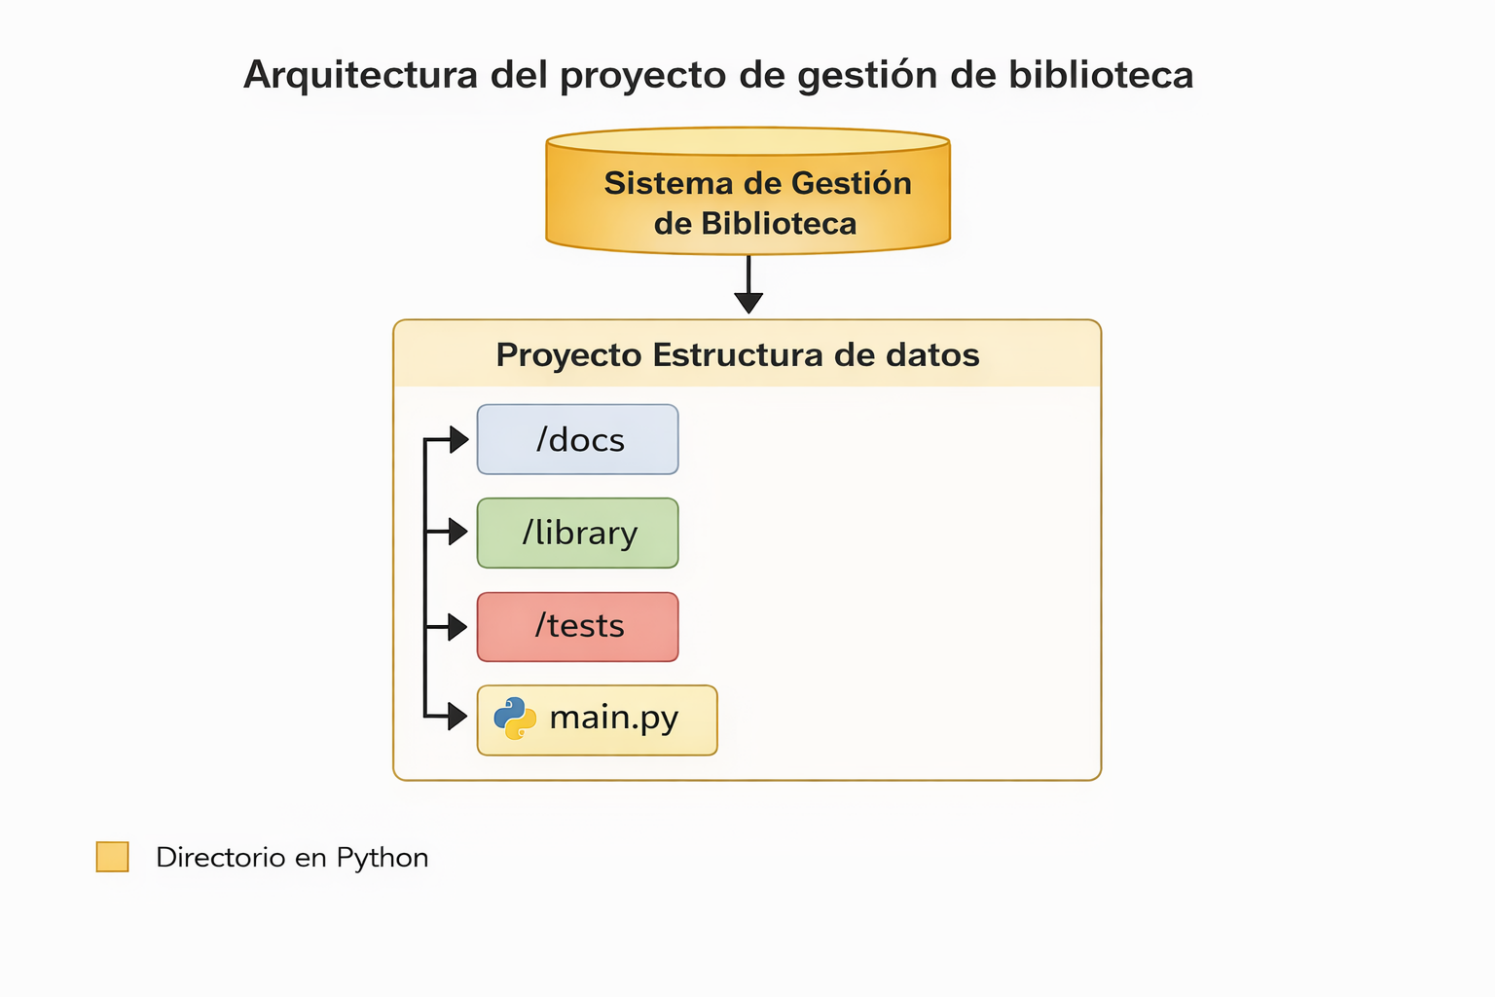 Arquitectura del proyecto de gestión de biblioteca
Sistema de Gestión
de Biblioteca
Proyecto Estructura de datos
/docs
/library
/tests
main.py
Directorio en Python